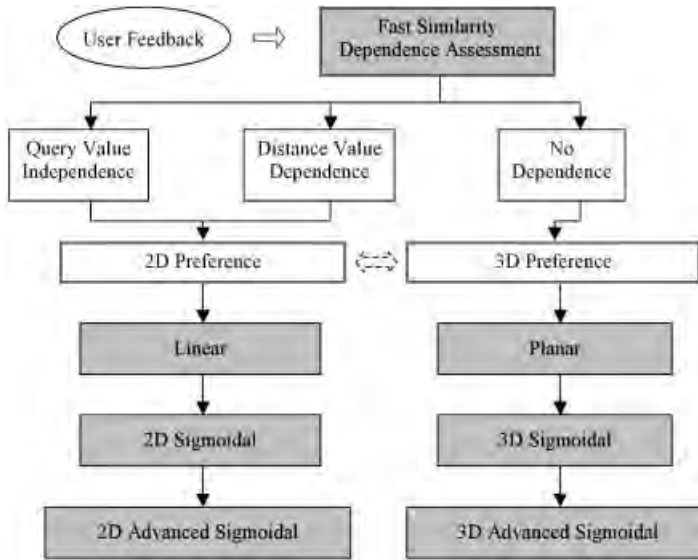 User Feedback
Fast Similarity
Dependence Assessment
Query Value
Independence
Distance Value
Dependence
No
Dependence
2D Preference
3D Preference
Linear
Planar
2D Sigmoidal
3D Sigmoidal
2D Advanced Sigmoidal
3D Advanced Sigmoidal